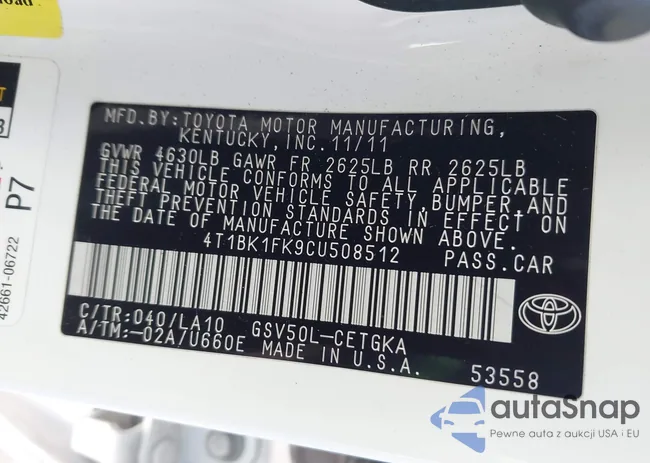 MFD.BY:TOYOTA MOTOR MANUFACTURING,
KENTUCKY,INC.11/11
GVWR 4630LB GAWR FR 2625LB RR 2625LB
THIS VEHICLE CONFORMS TO ALL APPLICABLE
FEDERAL MOTOR VEHICLE SAFETY,BUMPER,AND
THEFT PREVENTION STANDARDS IN EFFECT ON
THE DATE OF MANUFACTURE SHOWN ABOVE.
4T1BK1FK9CU508512 PASS.CAR
C/TR:040/LA10 GSV50L-CETGKA
A/TM:-02A/U660E MADE IN U.S.A.
53558
P7
42661-06722
autaSnap
Pewne auta z aukcji USA i EU